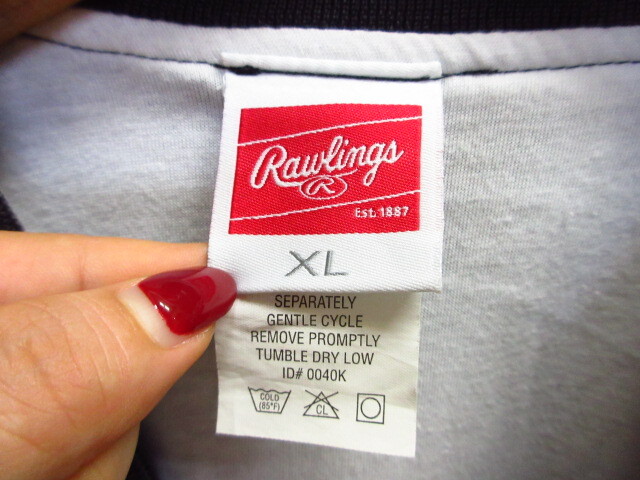 Rawlings
R
Est. 1887
XL
SEPARATELY
GENTLE CYCLE
REMOVE PROMPTLY
TUMBLE DRY LOW
ID# 0040K
COLD
(85°F)
CL